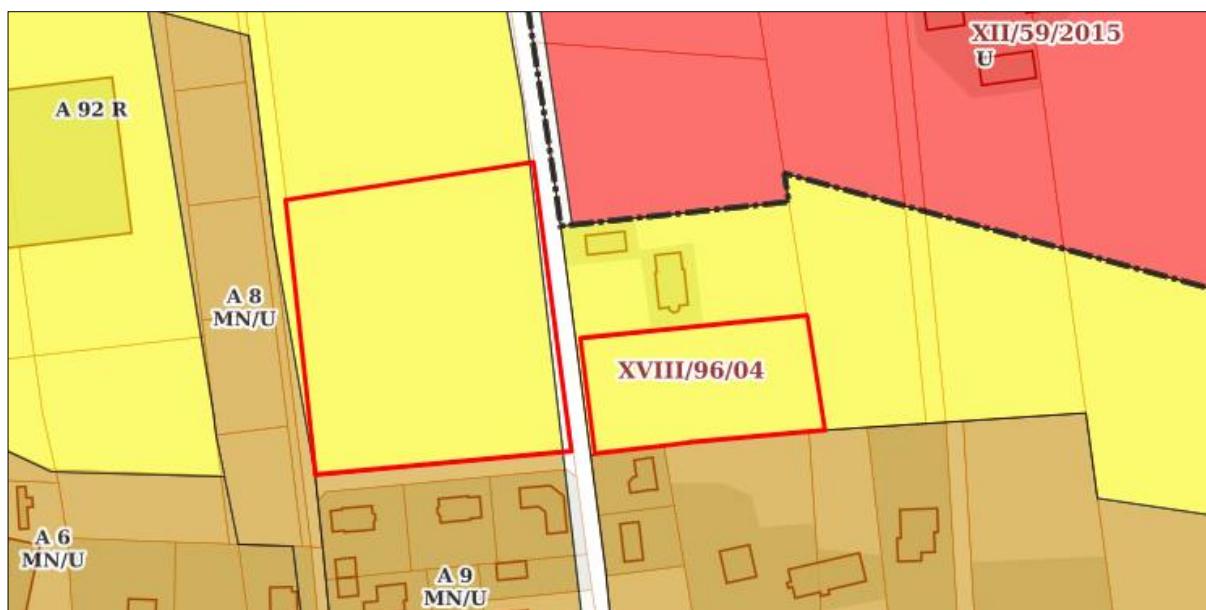 XII/59/2015
U
A 92 R
A 8
MN/U
XVIII/96/04
A 6
MN/U
A 9
MN/U